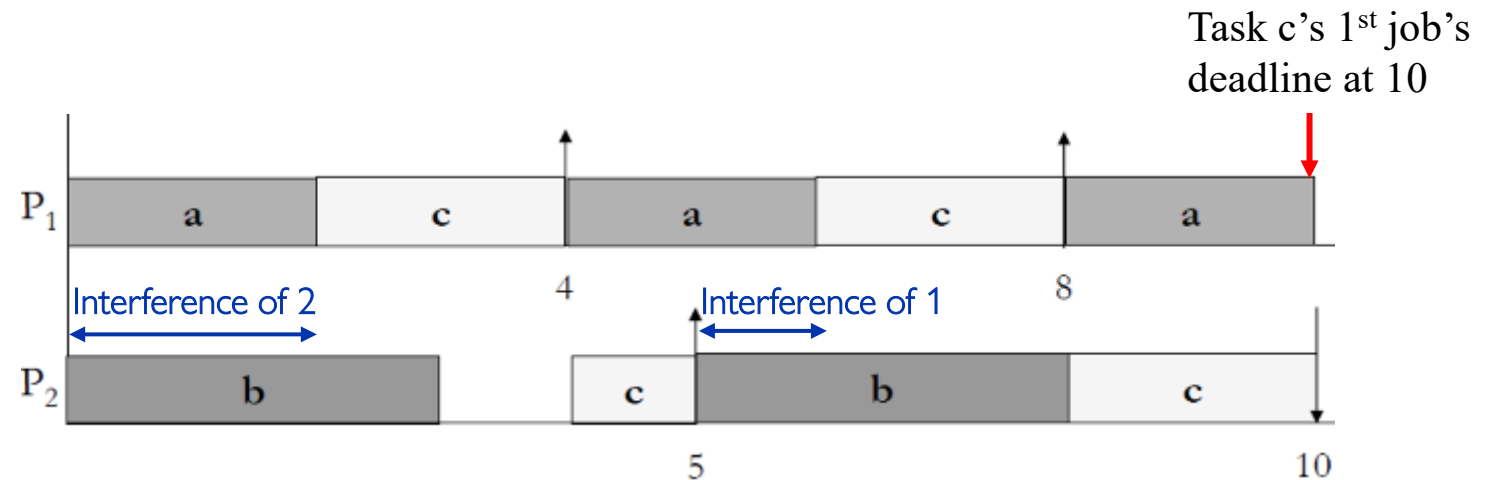 Task c’s 1st job’s
deadline at 10
P1 a c a c a
4 8
Interference of 2 Interference of 1
P2 b c b c
5 10